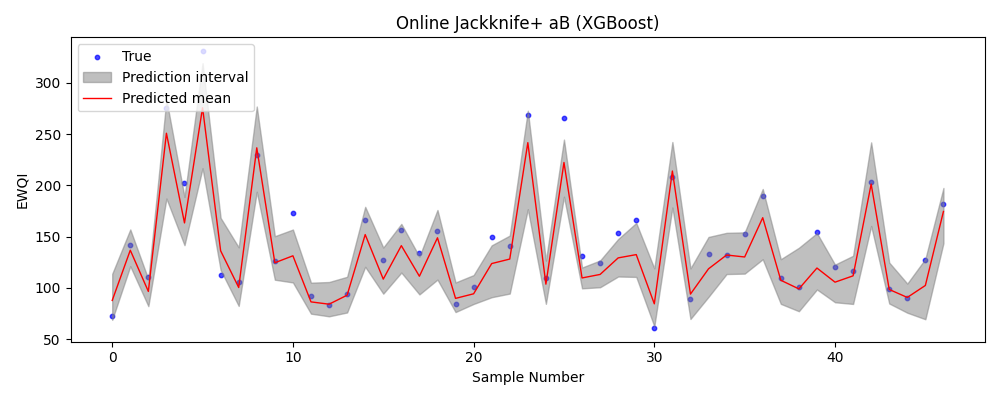 Online Jackknife+ aB (XGBoost)
True
Prediction interval
Predicted mean
300
250
200
150
100
50
EWQI
0
10
20
30
40
Sample Number